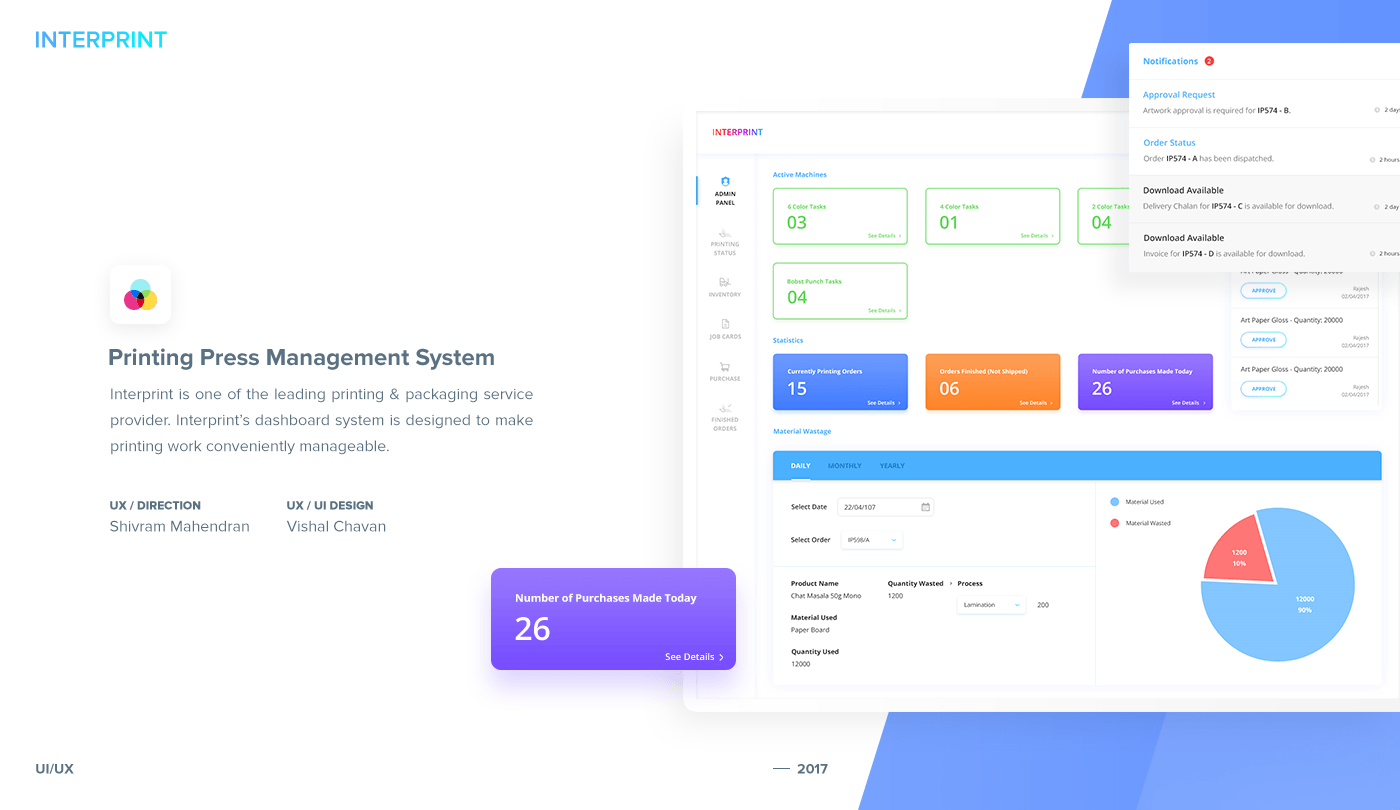 INTERPRINT
Printing Press Management System
Interprint is one of the leading printing & packaging service
provider. Interprint's dashboard system is designed to make
printing work conveniently manageable.
UX / DIRECTION
Shivram Mahendran
UX / UI DESIGN
Vishal Chavan
Number of Purchases Made Today
26
See Details
UI/UX
2017
INTERPRINT
ADMIN
PANEL
PRINTING
STATUS
INVENTORY
JOB CARDS
PURCHASE
FINISHED
ORDERS
Active Machines
6 Color Tasks
03
See Details
4 Color Tasks
01
See Details
2 Color Tasks
04
Bobst Punch Tasks
04
See Details
Statistics
Currently Printing Orders
15
See Details
Orders Finished (Not Shipped)
06
See Details
Number of Purchases Made Today
26
See Details
Notifications 2
Approval Request
Artwork approval is required for IP574 - B.
2 days
Order Status
Order IP574 - A has been dispatched.
2 hours
Download Available
Delivery Chalan for IP574 - C is available for download.
2 day
Download Available
Invoice for IP574 - D is available for download.
2 hours
Art Paper Gloss - Quantity: 20000
APPROVE
Rajesh
02/04/2017
Art Paper Gloss - Quantity: 20000
APPROVE
Rajesh
02/04/2017
Art Paper Gloss - Quantity: 20000
APPROVE
Rajesh
02/04/2017
Material Wastage
DAILY
MONTHLY
YEARLY
Select Date
22/04/107
Select Order
IP598/A
Product Name
Chat Masala 50g Mono
Material Used
Paper Board
Quantity Used
12000
Quantity Wasted
1200
Process
Lamination
200
Material Used
Material Wasted
1200
10%
12000
90%